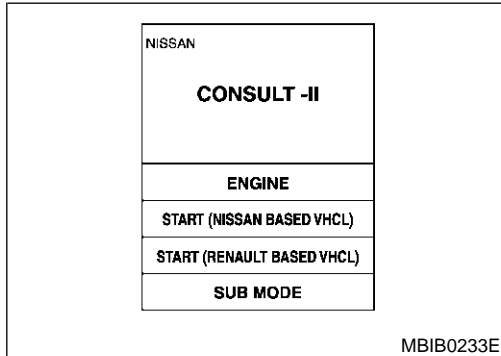 NISSAN
CONSULT -II
ENGINE
START (NISSAN BASED VHCL)
START (RENAULT BASED VHCL)
SUB MODE
MBIB0233E